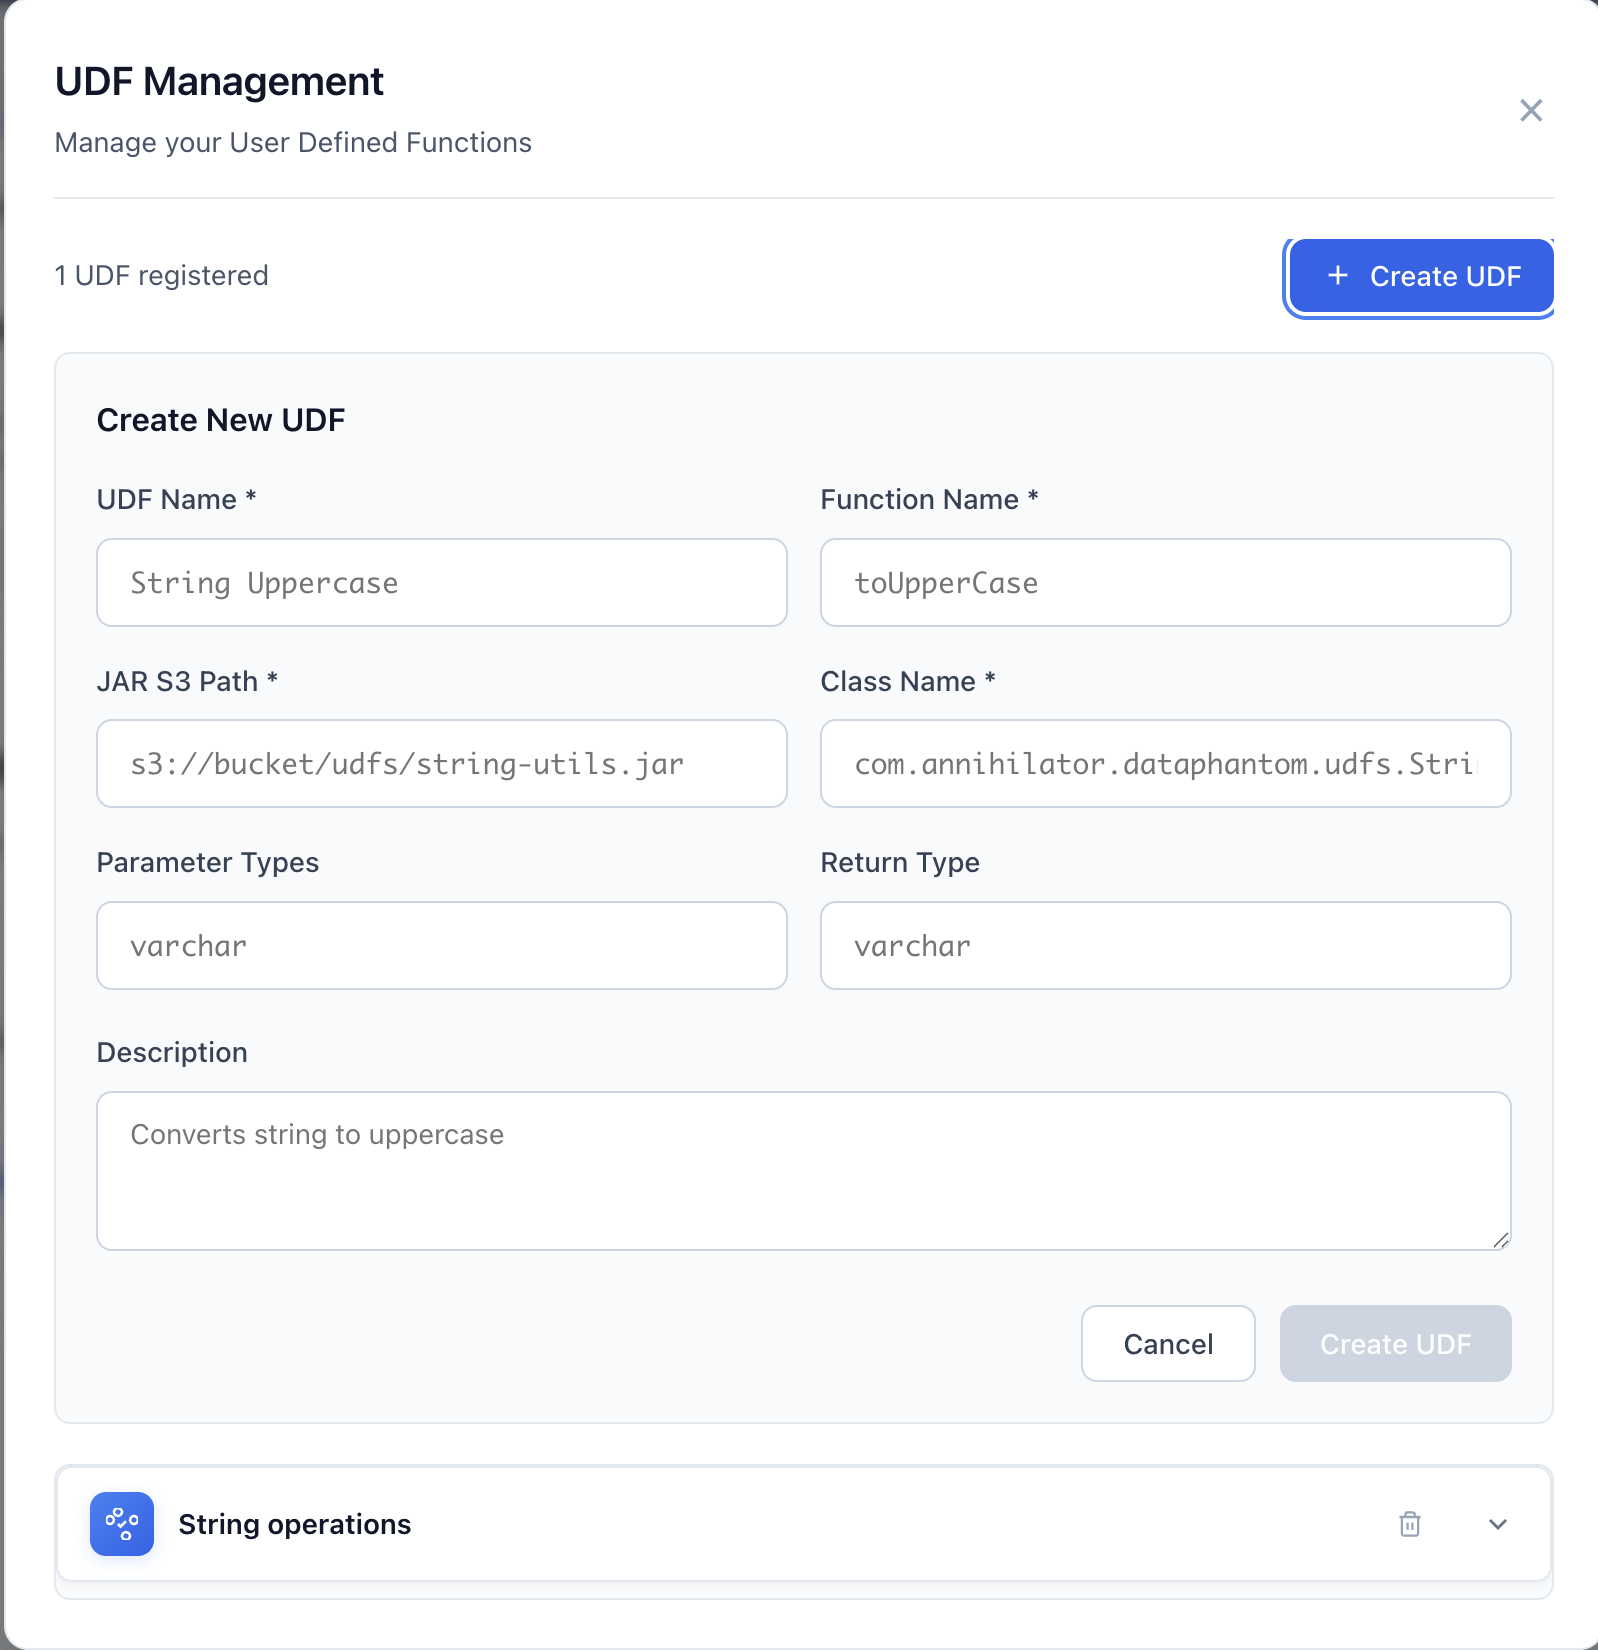 UDF Management
Manage your User Defined Functions
1 UDF registered
+ Create UDF
Create New UDF
UDF Name *
Function Name *
String Uppercase
toUpperCase
JAR S3 Path *
Class Name *
s3://bucket/udfs/string-utils.jar
com.annihilator.dataphantom.udfs.Stri
Parameter Types
Return Type
varchar
varchar
Description
Converts string to uppercase
Cancel
Create UDF
String operations